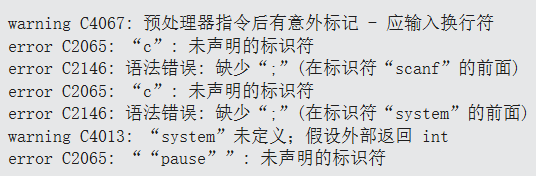 warning C4067: 预处理器指令后有意外标记 - 应输入换行符
error C2065: “c”: 未声明的标识符
error C2146: 语法错误: 缺少“;”(在标识符“scanf”的前面)
error C2065: “c”: 未声明的标识符
error C2146: 语法错误: 缺少“;”(在标识符“system”的前面)
warning C4013: “system”未定义；假设外部返回 int
error C2065: ““pause””: 未声明的标识符